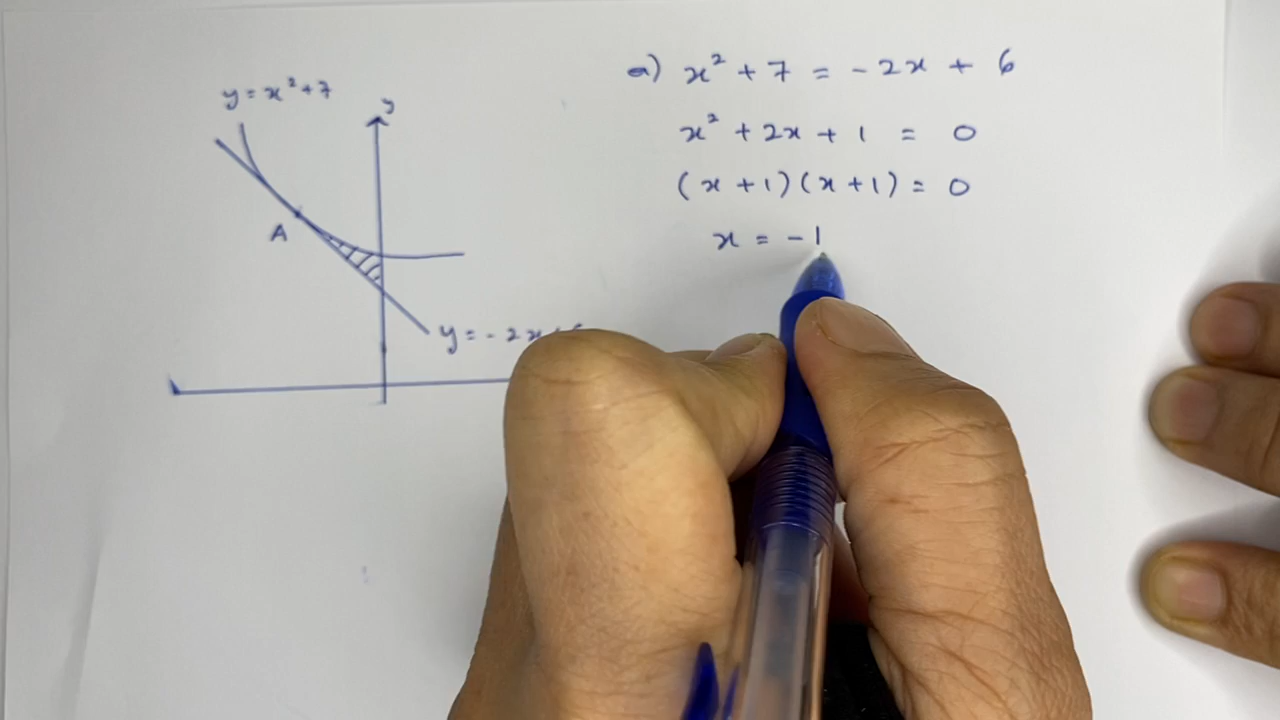 y = x² + 7
y
A
y = - 2x +
a) x² + 7 = - 2x + 6
x² + 2x + 1 = 0
(x + 1)(x + 1) = 0
x = - 1